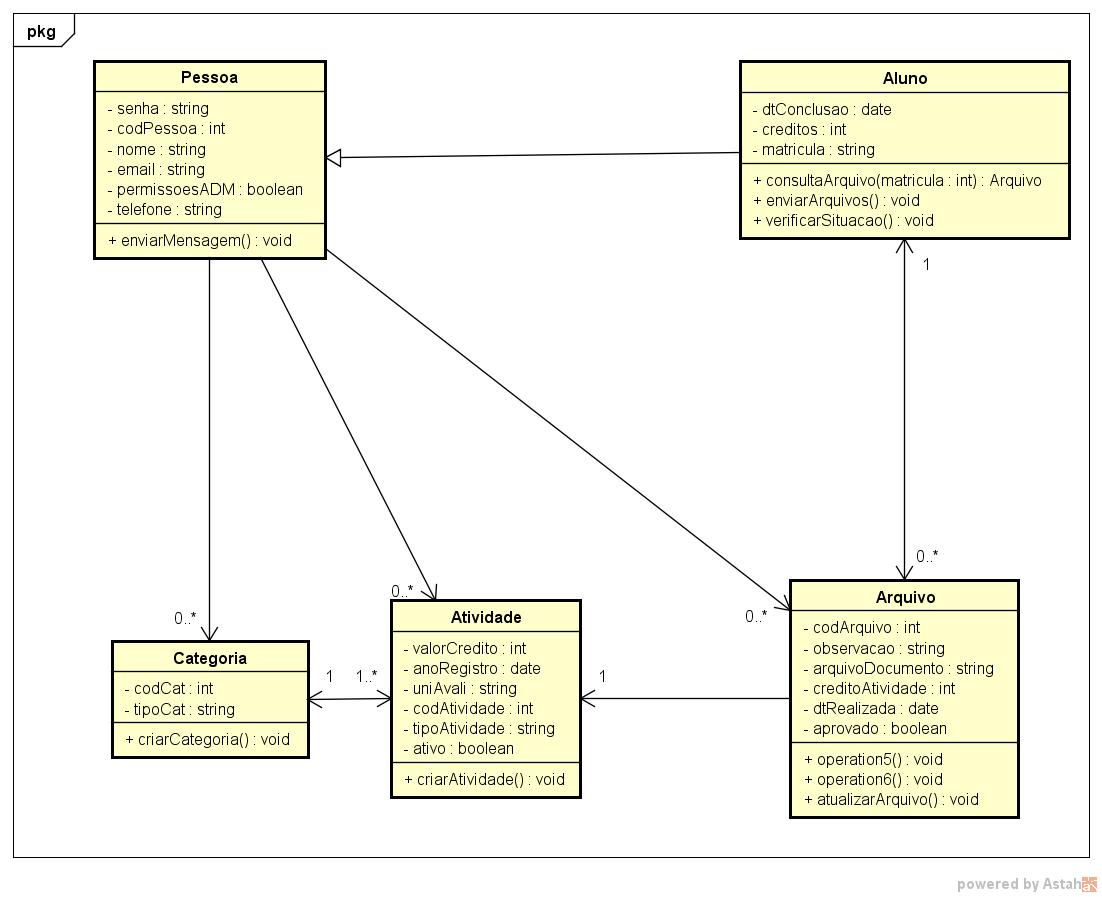 pkg
Pessoa
- senha : string
- codPessoa : int
- nome : string
- email : string
- permissoesADM : boolean
- telefone : string
+ enviarMensagem() : void
Aluno
- dtConclusao : date
- creditos : int
- matricula : string
+ consultaArquivo(matricula : int) : Arquivo
+ enviarArquivos() : void
+ verificarSituacao() : void
1
0..*
0..*
0..*
0..*
Categoria
- codCat : int
- tipoCat : string
+ criarCategoria() : void
1
1..*
Atividade
- valorCredito : int
- anoRegistro : date
- uniAvali : string
- codAtividade : int
- tipoAtividade : string
- ativo : boolean
+ criarAtividade() : void
1
Arquivo
- codArquivo : int
- observacao : string
- arquivoDocumento : string
- creditoAtividade : int
- dtRealizada : date
- aprovado : boolean
+ operation5() : void
+ operation6() : void
+ atualizarArquivo() : void
powered by Astah